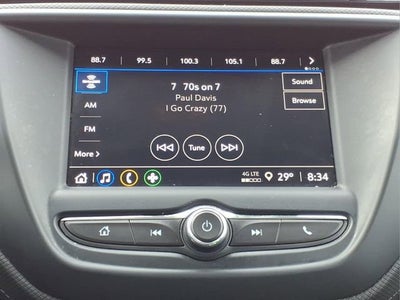 88.7 99.5 100.3 105.1 88.7 >
7 70s on 7 Sound
Paul Davis
AM I Go Crazy (77) Browse
FM
More > Tune
4G LTE
29° 8:34